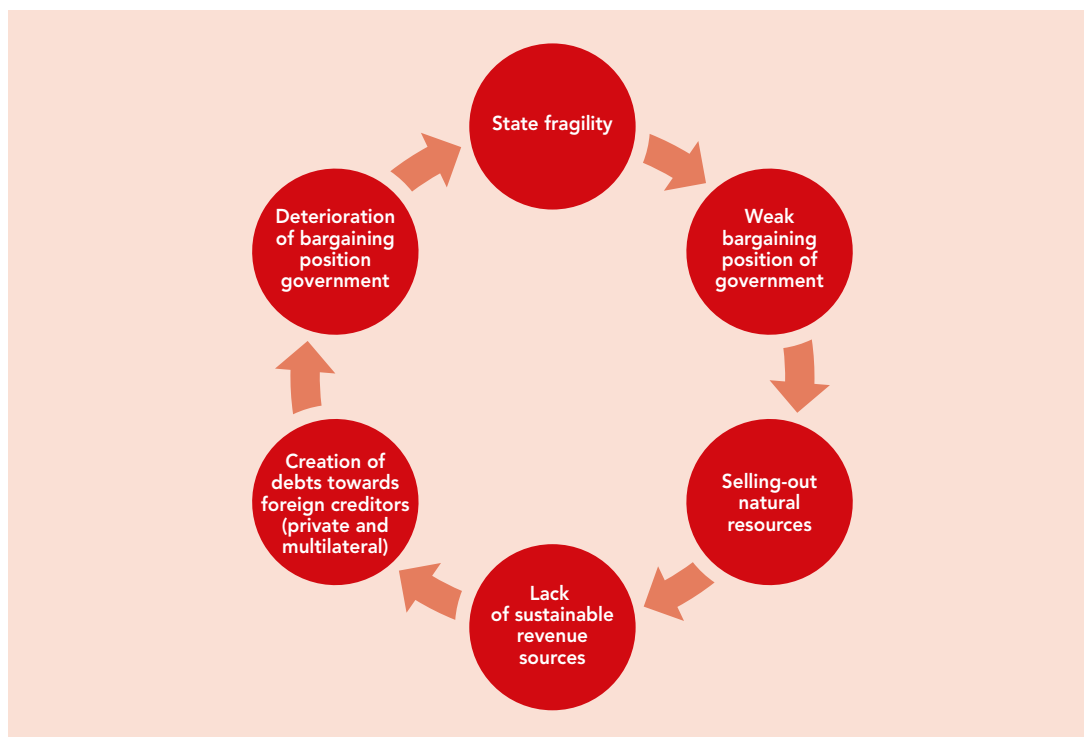 State fragility
Weak
bargaining
position of
government
Selling-out
natural
resources
Lack
of sustainable
revenue
sources
Creation of
debts towards
foreign creditors
(private and
multilateral)
Deterioration
of bargaining
position
government